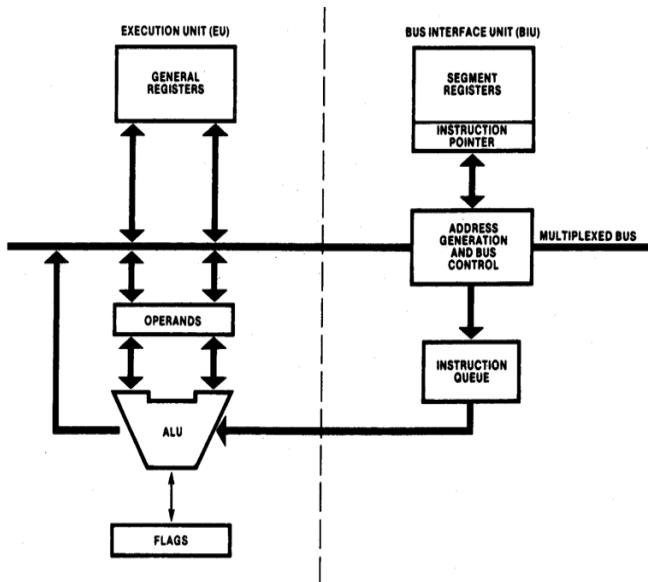 EXECUTION UNIT (EU)
BUS INTERFACE UNIT (BIU)
GENERAL
REGISTERS
SEGMENT
REGISTERS
INSTRUCTION
POINTER
ADDRESS
GENERATION
AND BUS
CONTROL
MULTIPLEXED BUS
OPERANDS
INSTRUCTION
QUEUE
ALU
FLAGS